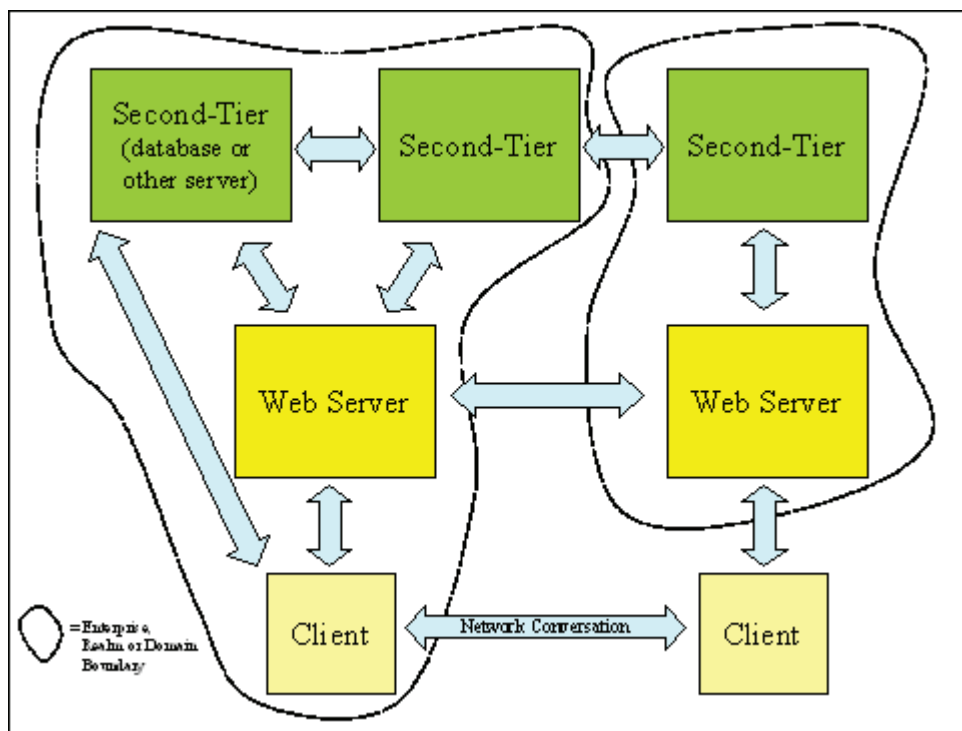 Second-Tier
(database or
other server)
Second-Tier
Second-Tier
Web Server
Web Server
Client
Network Conversation
Client
= Enterprise,
Realm or Domain
Boundary